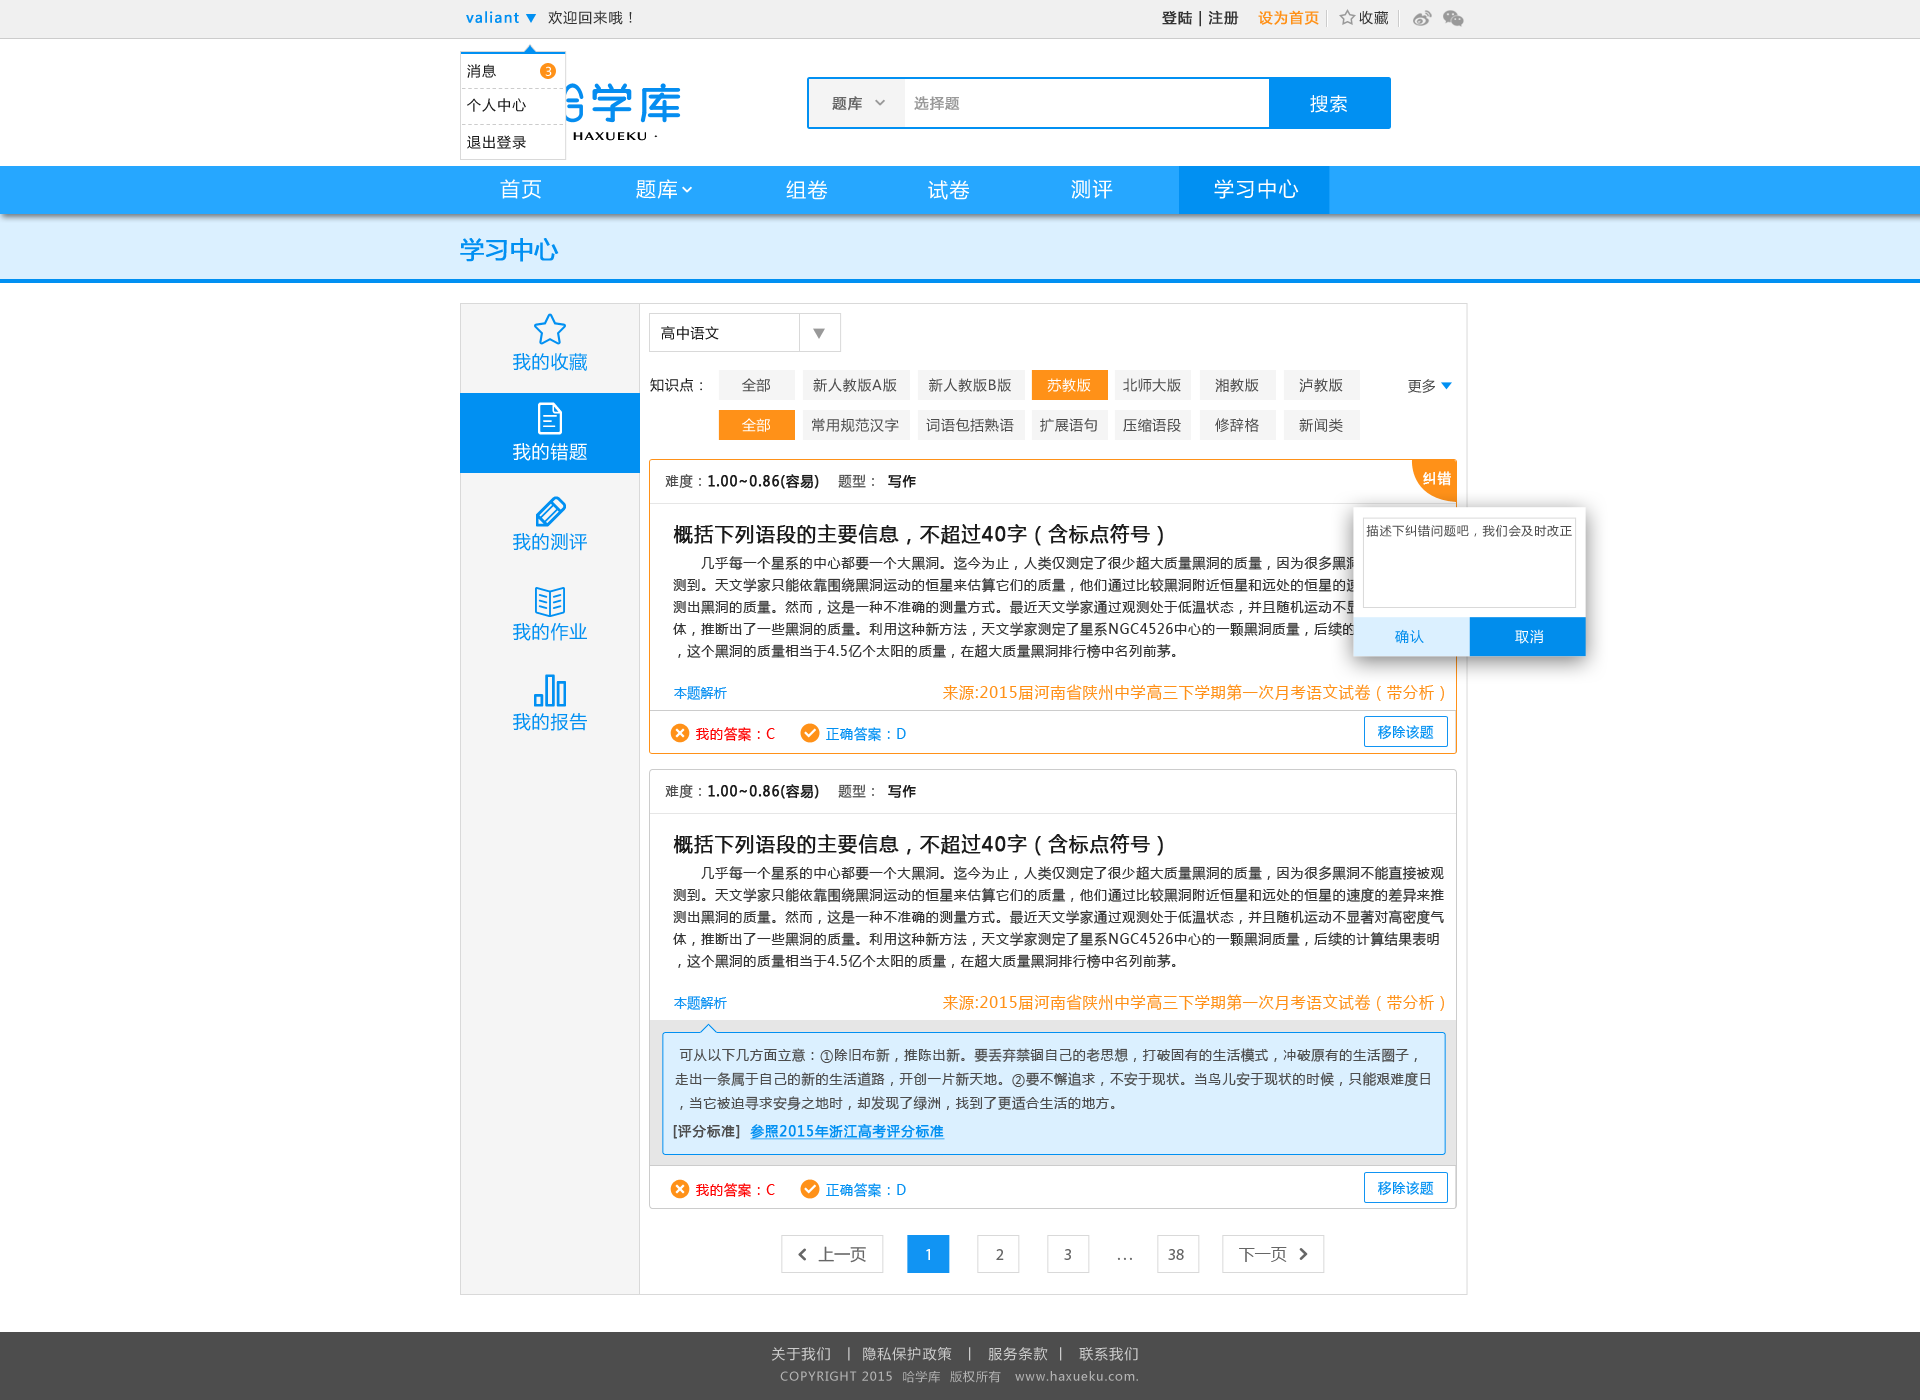 valiant ▼ 欢迎回来哦！
登陆 | 注册 设为首页 收藏
消息 3
个人中心
退出登录
哈学库
HAXUEKU ·
题库 选择题 搜索
首页 题库 组卷 试卷 测评 学习中心
学习中心
我的收藏
我的错题
我的测评
我的作业
我的报告
高中语文 ▼
知识点： 全部 新人教版A版 新人教版B版 苏教版 北师大版 湘教版 泸教版 更多
全部 常用规范汉字 词语包括熟语 扩展语句 压缩语段 修辞格 新闻类
难度：1.00~0.86(容易) 题型： 写作 纠错
概括下列语段的主要信息，不超过40字（含标点符号）
几乎每一个星系的中心都要一个大黑洞。迄今为止，人类仅测定了很少超大质量黑洞的质量，因为很多黑洞
测到。天文学家只能依靠围绕黑洞运动的恒星来估算它们的质量，他们通过比较黑洞附近恒星和远处的恒星的速
测出黑洞的质量。然而，这是一种不准确的测量方式。最近天文学家通过观测处于低温状态，并且随机运动不显
体，推断出了一些黑洞的质量。利用这种新方法，天文学家测定了星系NGC4526中心的一颗黑洞质量，后续的
，这个黑洞的质量相当于4.5亿个太阳的质量，在超大质量黑洞排行榜中名列前茅。
描述下纠错问题吧，我们会及时改正
确认 取消
本题解析 来源:2015届河南省陕州中学高三下学期第一次月考语文试卷（带分析）
我的答案：C 正确答案：D 移除该题
难度：1.00~0.86(容易) 题型： 写作
概括下列语段的主要信息，不超过40字（含标点符号）
几乎每一个星系的中心都要一个大黑洞。迄今为止，人类仅测定了很少超大质量黑洞的质量，因为很多黑洞不能直接被观
测到。天文学家只能依靠围绕黑洞运动的恒星来估算它们的质量，他们通过比较黑洞附近恒星和远处的恒星的速度的差异来推
测出黑洞的质量。然而，这是一种不准确的测量方式。最近天文学家通过观测处于低温状态，并且随机运动不显著对高密度气
体，推断出了一些黑洞的质量。利用这种新方法，天文学家测定了星系NGC4526中心的一颗黑洞质量，后续的计算结果表明
，这个黑洞的质量相当于4.5亿个太阳的质量，在超大质量黑洞排行榜中名列前茅。
本题解析 来源:2015届河南省陕州中学高三下学期第一次月考语文试卷（带分析）
可从以下几方面立意：①除旧布新，推陈出新。要丢弃禁锢自己的老思想，打破固有的生活模式，冲破原有的生活圈子，
走出一条属于自己的新的生活道路，开创一片新天地。②要不懈追求，不安于现状。当鸟儿安于现状的时候，只能艰难度日
，当它被迫寻求安身之地时，却发现了绿洲，找到了更适合生活的地方。
[评分标准] 参照2015年浙江高考评分标准
我的答案：C 正确答案：D 移除该题
上一页 1 2 3 ... 38 下一页
关于我们 | 隐私保护政策 | 服务条款 | 联系我们
COPYRIGHT 2015 哈学库 版权所有 www.haxueku.com.